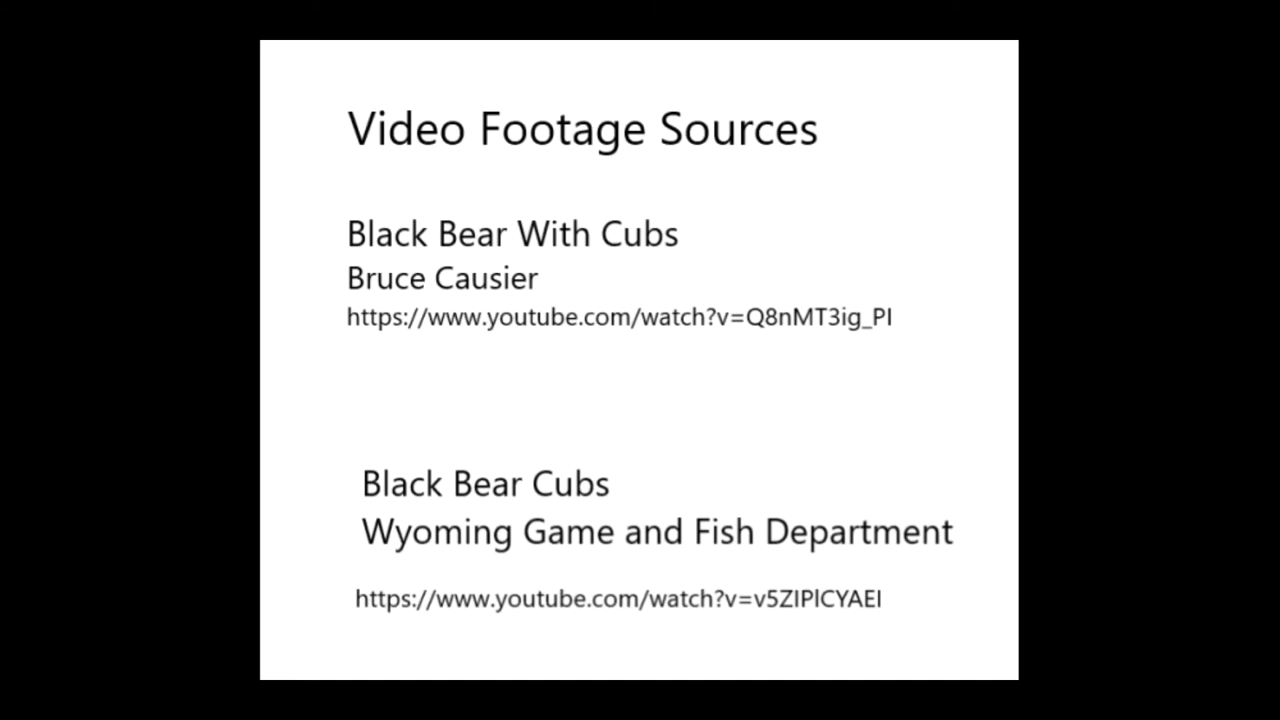 Video Footage Sources
Black Bear With Cubs
Bruce Causier
https://www.youtube.com/watch?v=Q8nMT3ig_PI
Black Bear Cubs
Wyoming Game and Fish Department
https://www.youtube.com/watch?v=v5ZIPlCYAEI